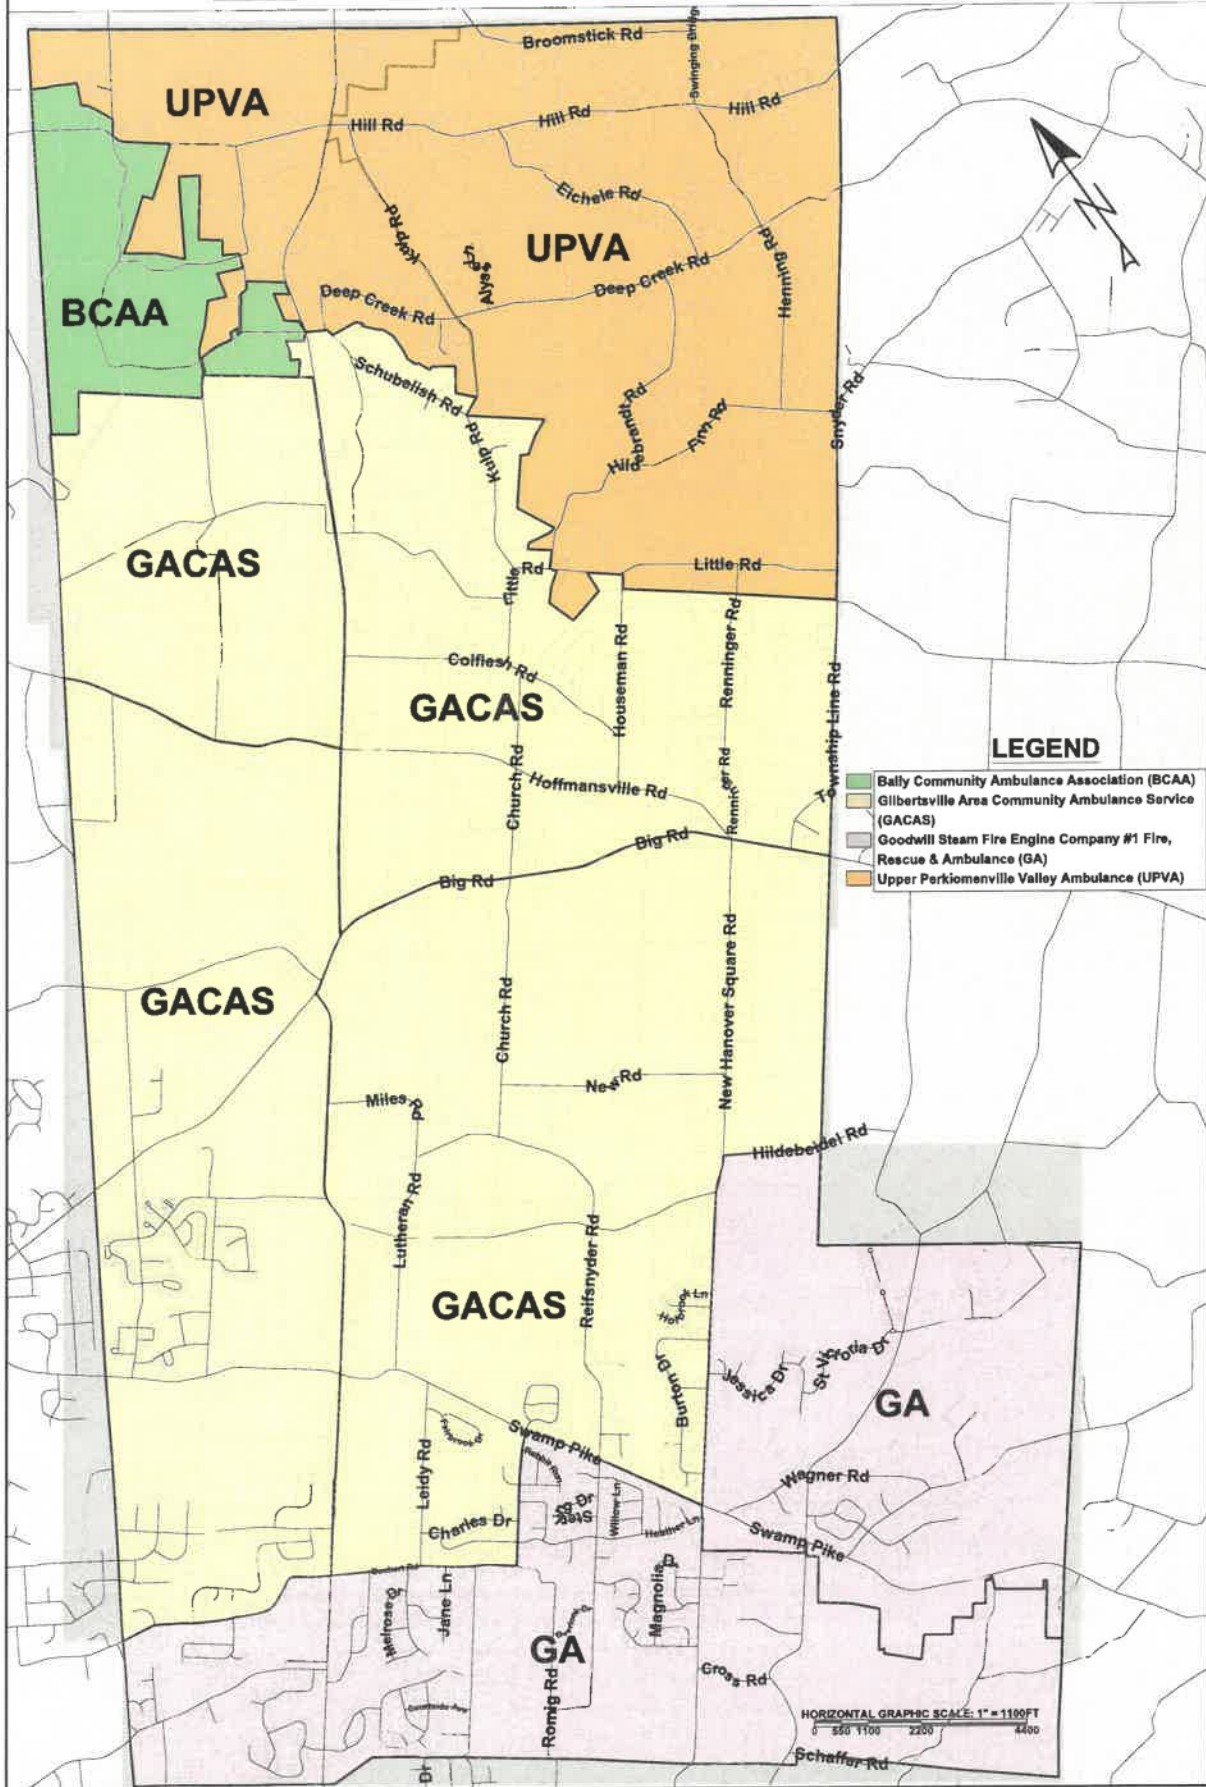 Broomstick Rd
UPVA
Hill Rd
Hill Rd
Hill Rd
Eichele Rd
Kulp Rd
UPVA
Henning Rd
Deep Creek Rd
Deep Creek Rd
BCAA
Schubelish Rd
Snyder Rd
Kulp Rd
Hildebrandt Rd
Finn Rd
GACAS
Little Rd
Little Rd
Colflesh Rd
GACAS
Houseman Rd
Renninger Rd
Township Line Rd
Church Rd
Hoffmansville Rd
Big Rd
Big Rd
LEGEND
Bally Community Ambulance Association (BCAA)
Gilbertsville Area Community Ambulance Service
(GACAS)
Goodwill Steam Fire Engine Company #1 Fire,
Rescue & Ambulance (GA)
Upper Perkiomenville Valley Ambulance (UPVA)
GACAS
Church Rd
New Hanover Square Rd
Rd
Miles Rd
Hildebeidel Rd
Lutheran Rd
Reifsnyder Rd
GACAS
Burton Dr
Jessica Dr
GA
Swamp Pike
Wagner Rd
Leidy Rd
Charles Dr
Willow Ln
Heather Ln
Swamp Pike
Jane Ln
Magnolia
GA
Romig Rd
Cross Rd
HORIZONTAL GRAPHIC SCALE: 1" = 1100FT
0 550 1100 2200 4400
Schaffer Rd
Dr